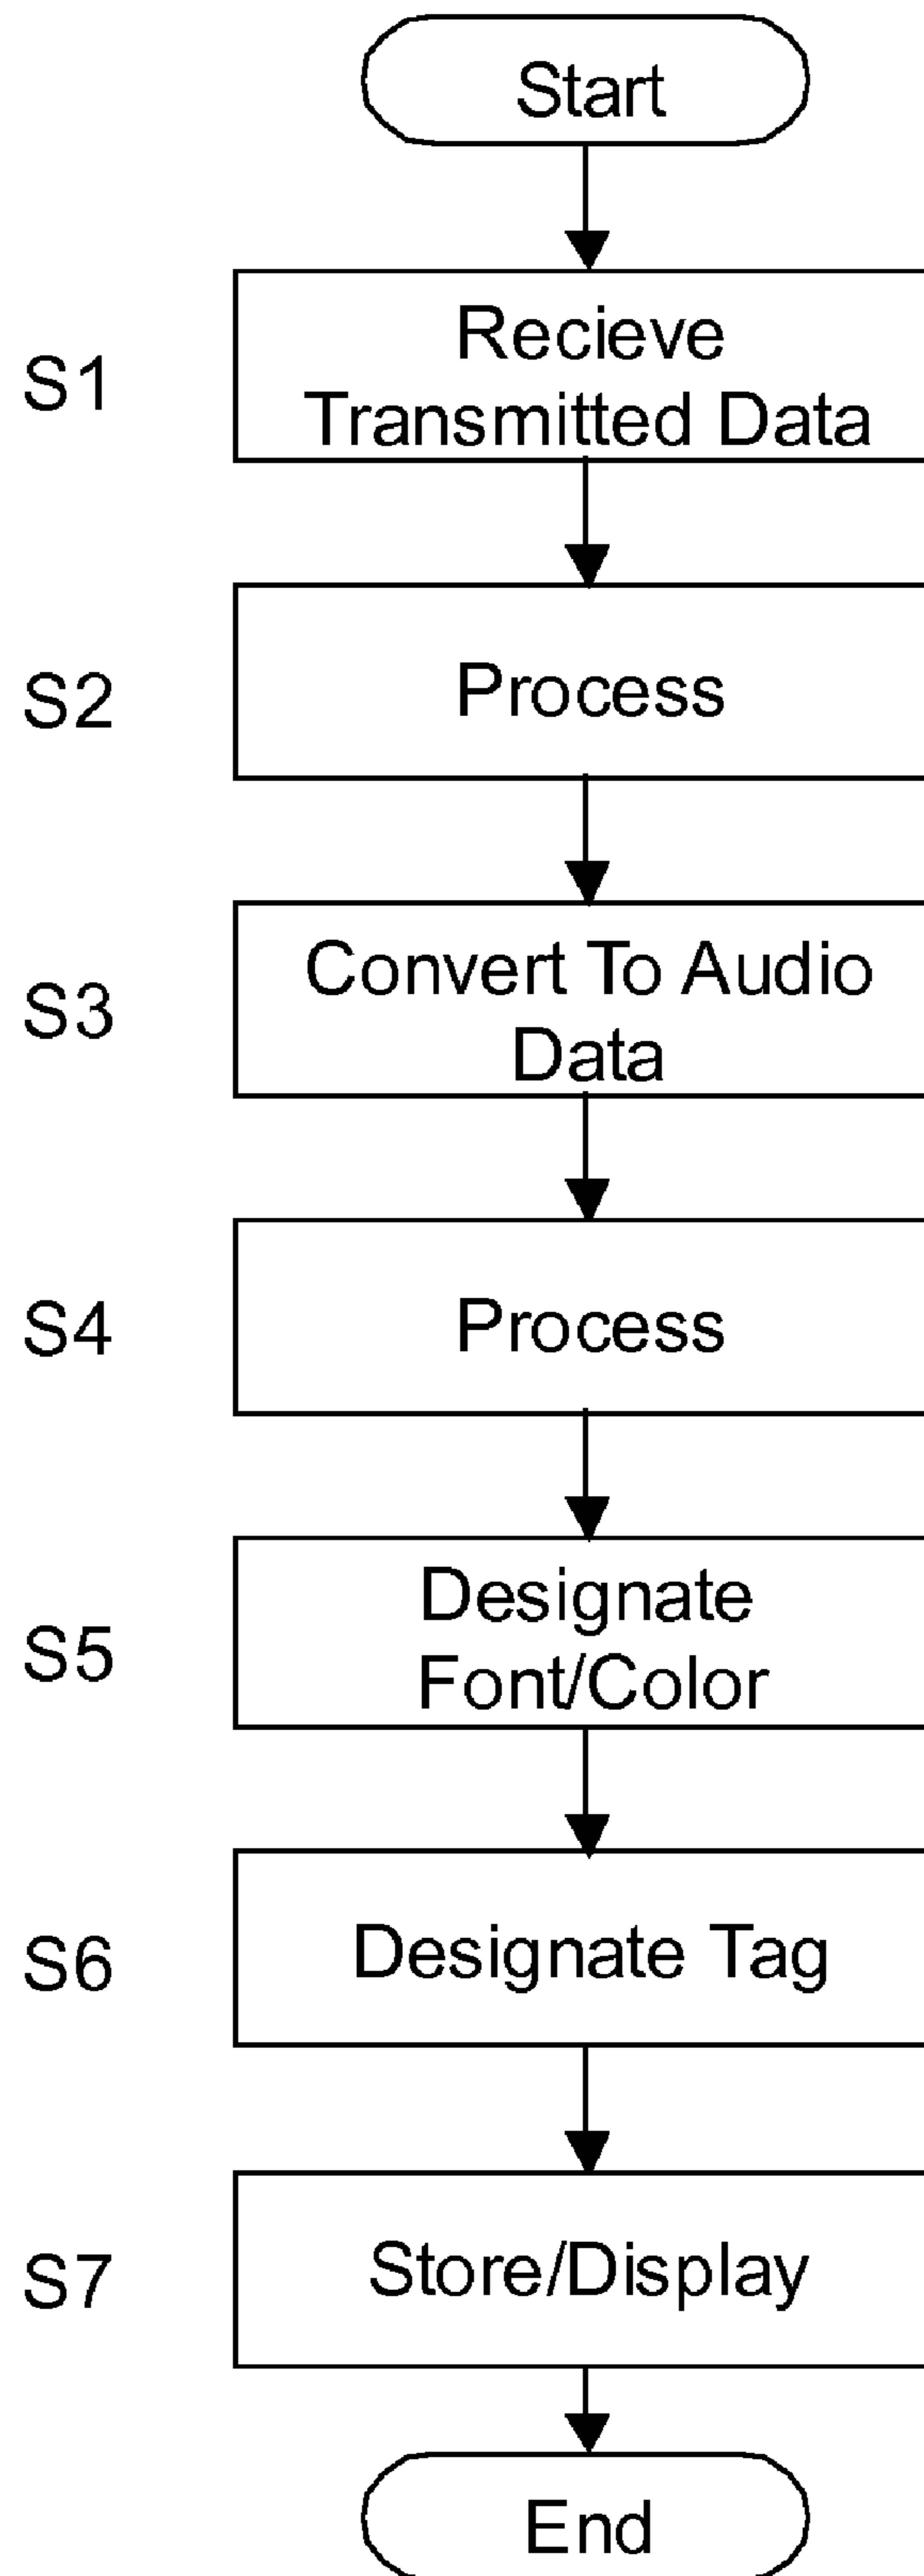 Start
S1
Recieve
Transmitted Data
S2
Process
S3
Convert To Audio
Data
S4
Process
S5
Designate
Font/Color
S6
Designate Tag
S7
Store/Display
End